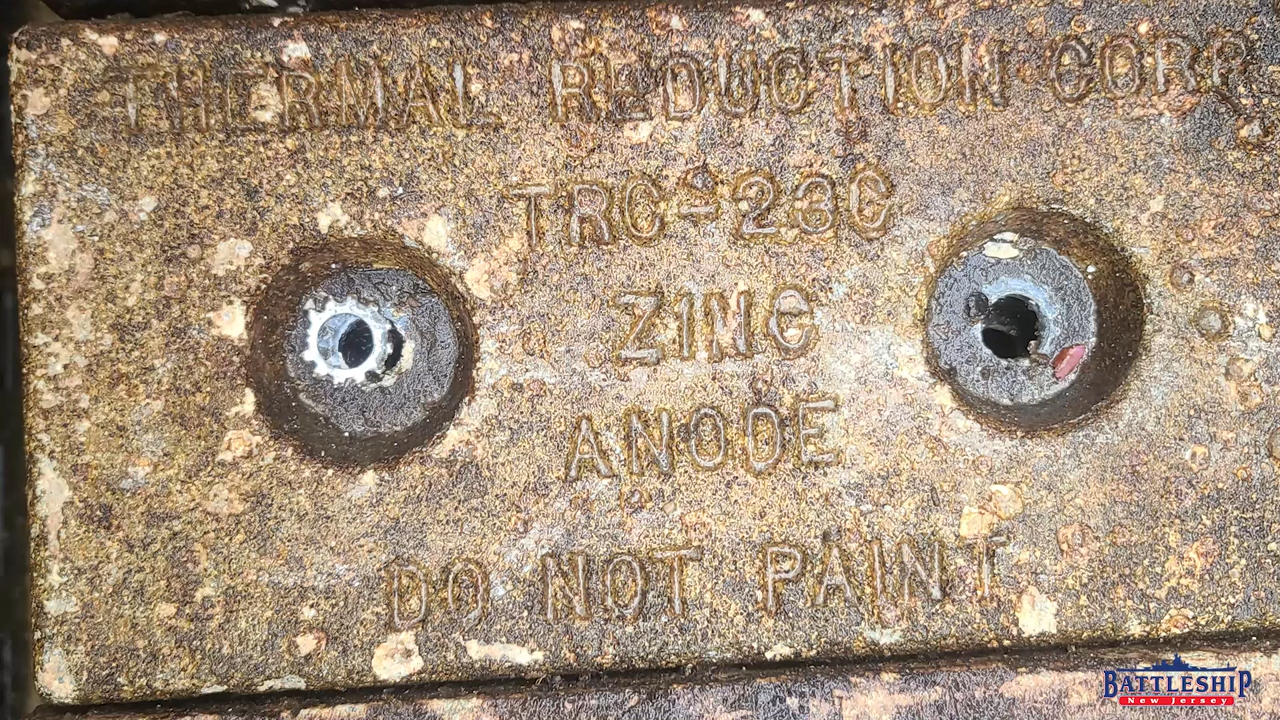 THERMAL REDUCTION CORP
TRC-23C
ZINC
ANODE
DO NOT PAINT
BATTLESHIP
New Jersey